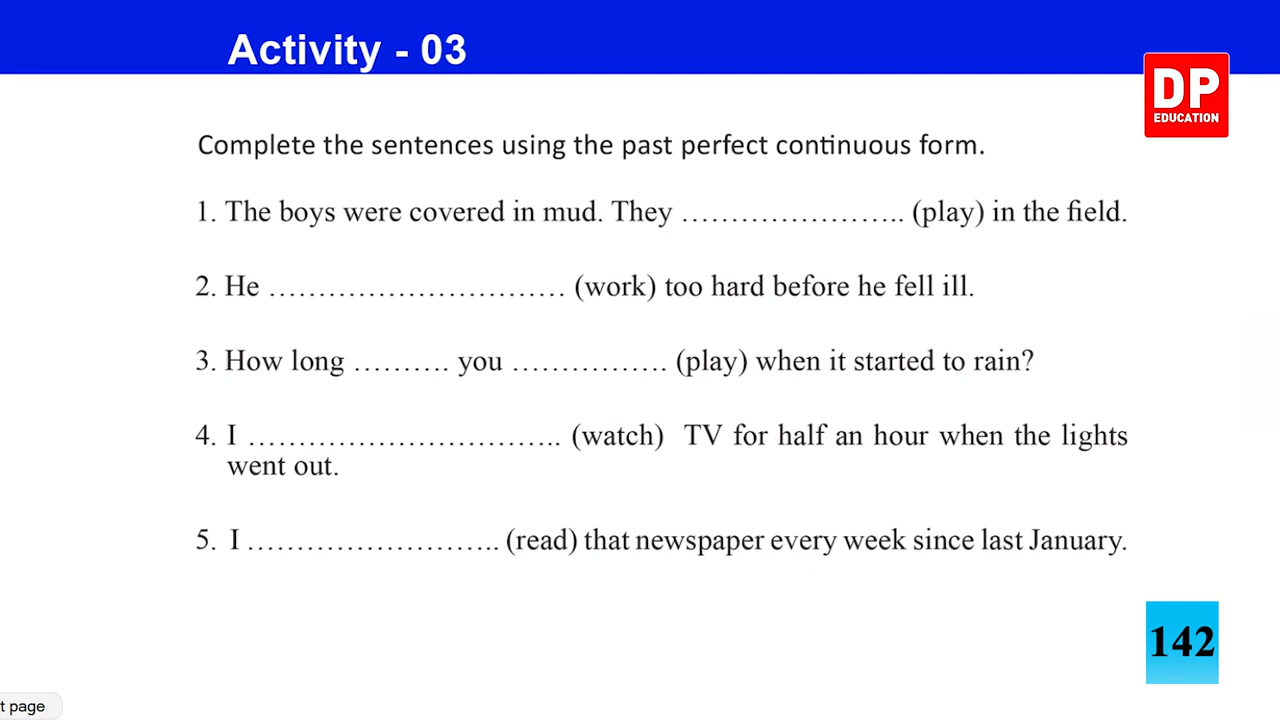 Activity - 03
DP
EDUCATION
Complete the sentences using the past perfect continuous form.
1. The boys were covered in mud. They ………………….. (play) in the field.
2. He ………………………… (work) too hard before he fell ill.
3. How long ………. you ……………. (play) when it started to rain?
4. I ………………………….. (watch) TV for half an hour when the lights
went out.
5. I …………………….. (read) that newspaper every week since last January.
142
t page